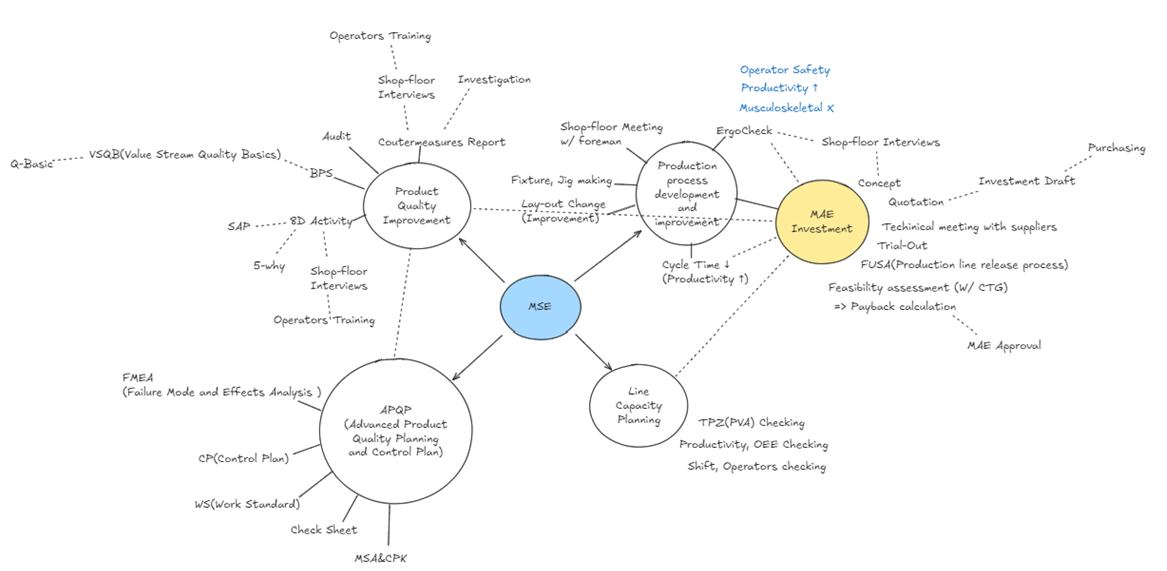 Operators Training
Shop-floor
Interviews
Investigation
Audit
Coutermeasures Report
Q-Basic
VSQB(Value Stream Quality Basics)
BPS
Product
Quality
Improvement
SAP
8D Activity
5-why
Shop-floor
Interviews
Operators Training
Operator Safety
Productivity ↑
Musculoskeletal X
ErgoCheck
Shop-floor Meeting
w/ foreman
Fixture, Jig making
Lay-out Change
(Improvement)
Production
process
development
and
improvement
Cycle Time ↓
(Productivity ↑)
Shop-floor Interviews
Concept
Quotation
Investment Draft
Purchasing
MAE
Investment
Techinical meeting with suppliers
Trial-Out
FUSA(Production line release process)
Feasibility assessment (W/ CTG)
=> Payback calculation
MAE Approval
MSE
FMEA
(Failure Mode and Effects Analysis )
APQP
(Advanced Product
Quality Planning
and Control Plan)
CP(Control Plan)
WS(Work Standard)
Check Sheet
MSA&CPK
Line
Capacity
Planning
TPZ(PVA) Checking
Productivity, OEE Checking
Shift, Operators checking